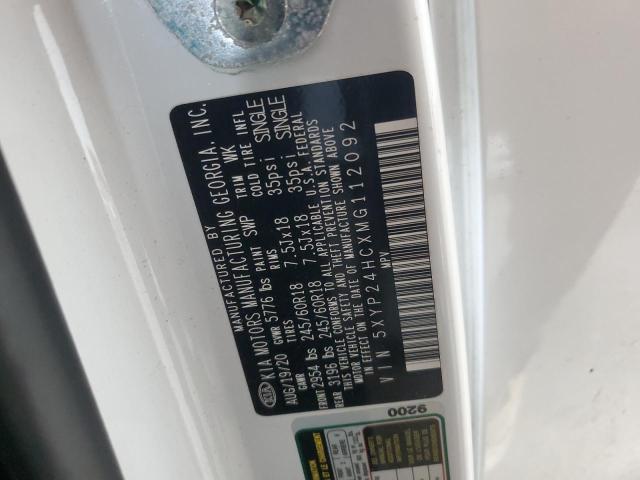 MANUFACTURED BY
KIA MOTORS MANUFACTURING GEORGIA, INC.
AUG/19/20 GVWR 5776 lbs PAINT SWP TRIM WK
GAWR TIRES RIMS COLD TIRE INFL
FRONT 2954 lbs 245/60R18 7.5Jx18 35psi SINGLE
REAR 3196 lbs 245/60R18 7.5Jx18 35psi SINGLE
THIS VEHICLE CONFORMS TO ALL APPLICABLE U.S.A. FEDERAL
MOTOR VEHICLE SAFETY AND THEFT PREVENTION STANDARDS
IN EFFECT ON THE DATE OF MANUFACTURE SHOWN ABOVE
VIN 5XYP24HCXMG112092
MPV
KIA
9200